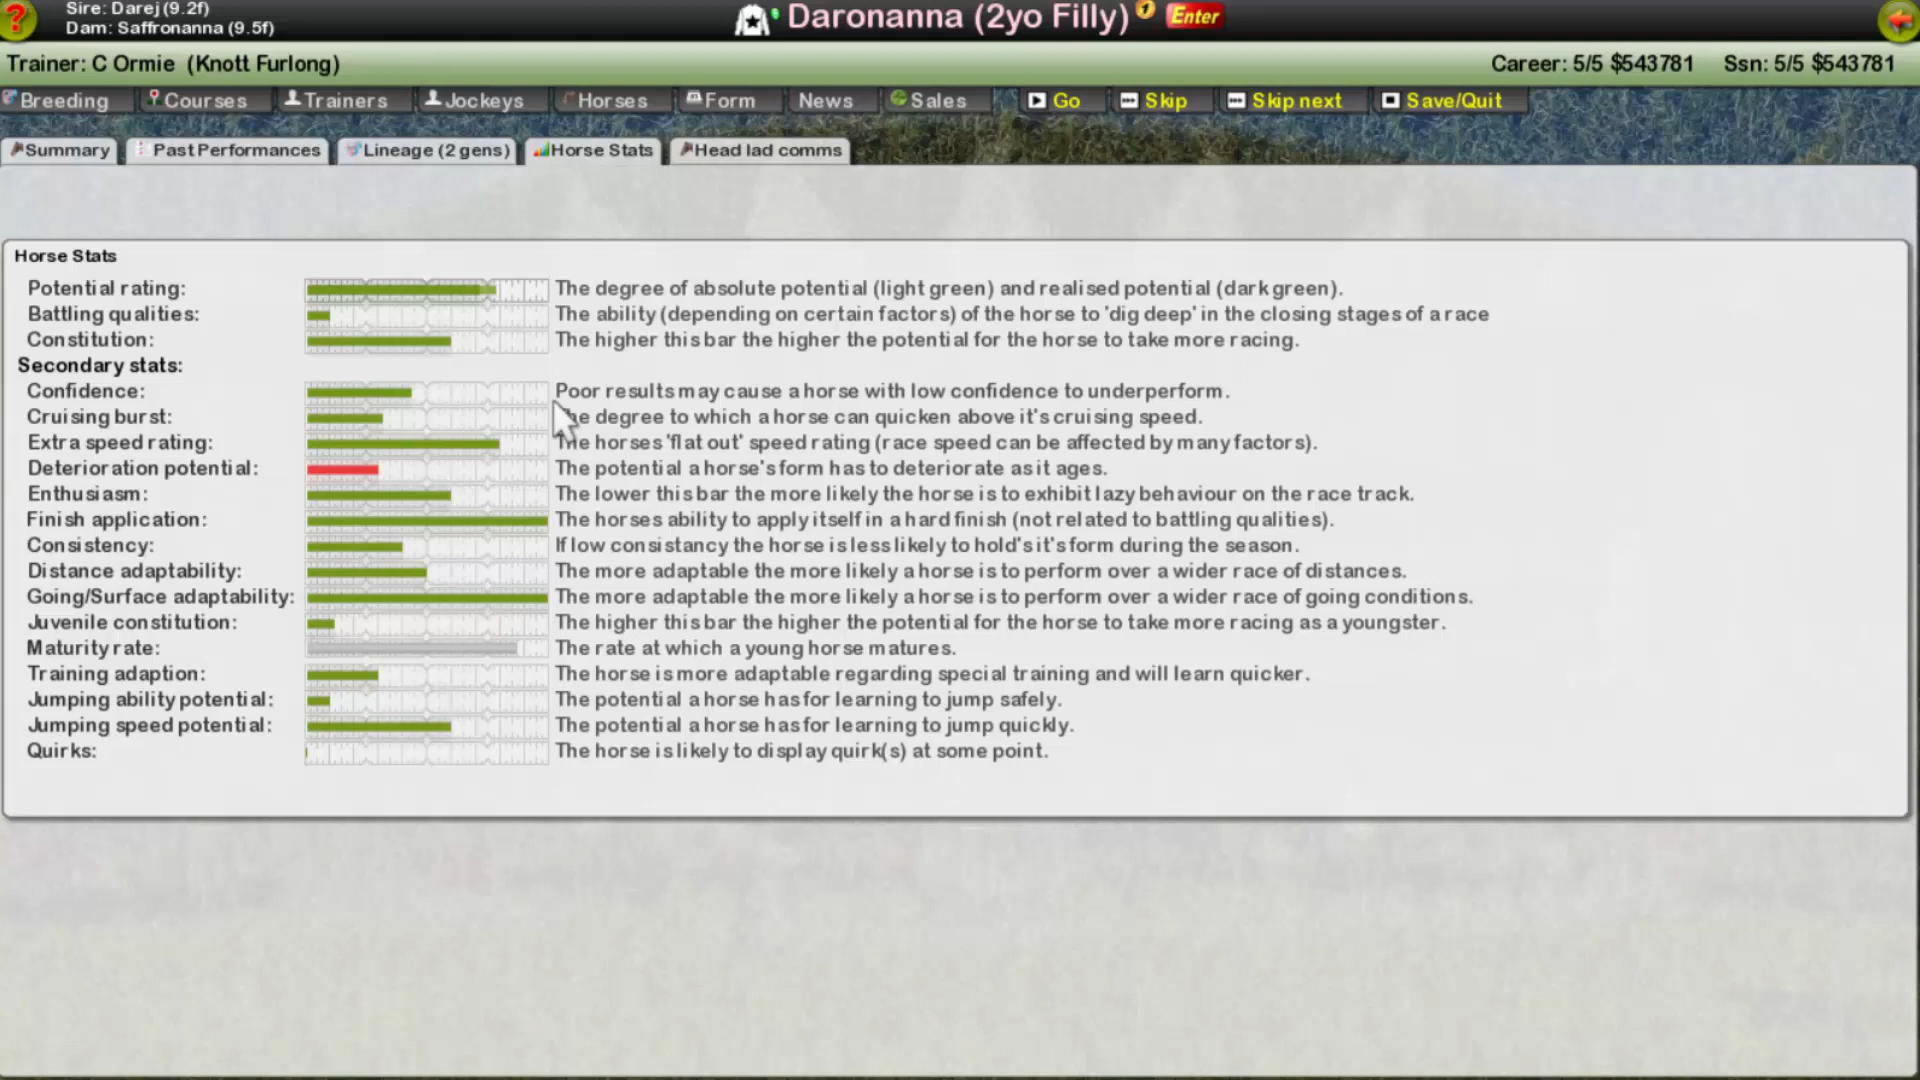 ?
Sire: Darej (9.2f)
Dam: Saffronanna (9.5f)
Daronanna (2yo Filly) 1 Enter
Trainer: C Ormie (Knott Furlong)
Career: 5/5 $543781 Ssn: 5/5 $543781
Breeding Courses Trainers Jockeys Horses Form News Sales Go Skip Skip next Save/Quit
Summary Past Performances Lineage (2 gens) Horse Stats Head lad comms
Horse Stats
Potential rating: The degree of absolute potential (light green) and realised potential (dark green).
Battling qualities: The ability (depending on certain factors) of the horse to 'dig deep' in the closing stages of a race
Constitution: The higher this bar the higher the potential for the horse to take more racing.
Secondary stats:
Confidence: Poor results may cause a horse with low confidence to underperform.
Cruising burst: The degree to which a horse can quicken above it's cruising speed.
Extra speed rating: The horses 'flat out' speed rating (race speed can be affected by many factors).
Deterioration potential: The potential a horse's form has to deteriorate as it ages.
Enthusiasm: The lower this bar the more likely the horse is to exhibit lazy behaviour on the race track.
Finish application: The horses ability to apply itself in a hard finish (not related to battling qualities).
Consistency: If low consistancy the horse is less likely to hold's it's form during the season.
Distance adaptability: The more adaptable the more likely a horse is to perform over a wider race of distances.
Going/Surface adaptability: The more adaptable the more likely a horse is to perform over a wider race of going conditions.
Juvenile constitution: The higher this bar the higher the potential for the horse to take more racing as a youngster.
Maturity rate: The rate at which a young horse matures.
Training adaption: The horse is more adaptable regarding special training and will learn quicker.
Jumping ability potential: The potential a horse has for learning to jump safely.
Jumping speed potential: The potential a horse has for learning to jump quickly.
Quirks: The horse is likely to display quirk(s) at some point.